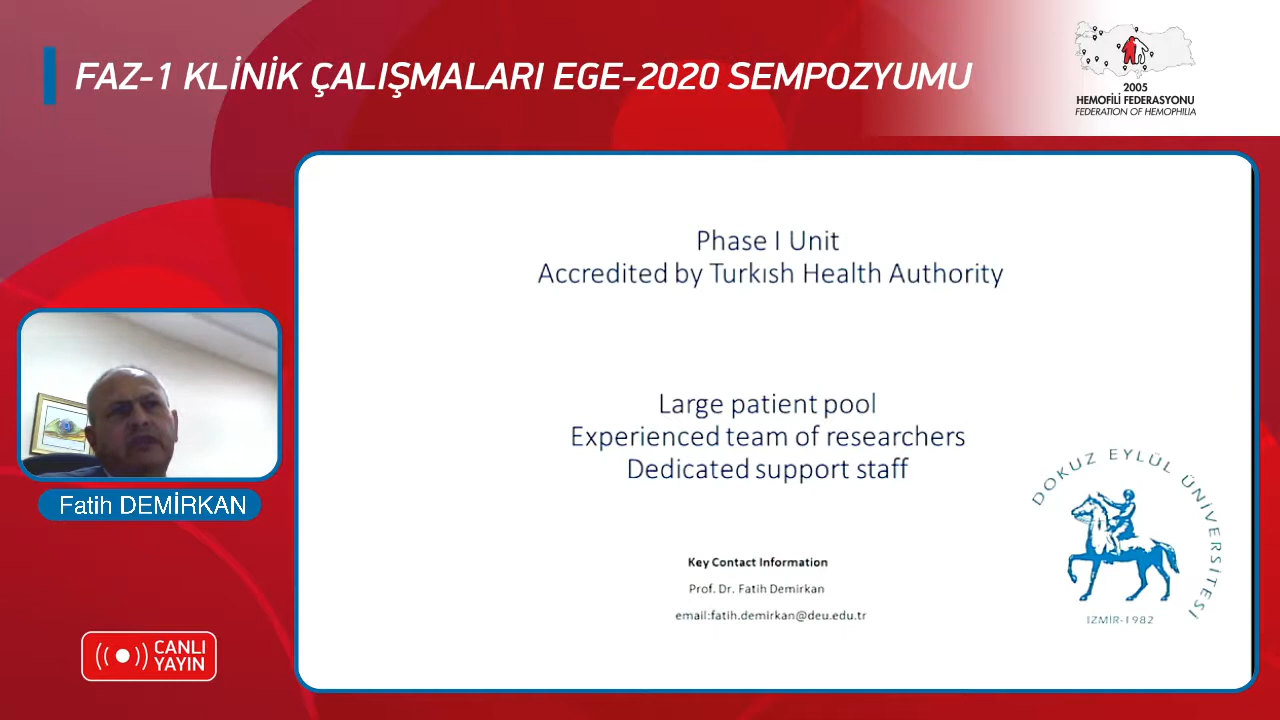 FAZ-1 KLİNİK ÇALIŞMALARI EGE-2020 SEMPOZYUMU
2005
HEMOFİLİ FEDERASYONU
FEDERATION OF HEMOPHILIA
Phase I Unit
Accredited by Turkısh Health Authority
Large patient pool
Experienced team of researchers
Dedicated support staff
DOKUZ EYLÜL ÜNİVERSİTESİ
IZMİR-1982
Key Contact Information
Prof. Dr. Fatih Demirkan
email:fatih.demirkan@deu.edu.tr
Fatih DEMİRKAN
CANLI
YAYIN